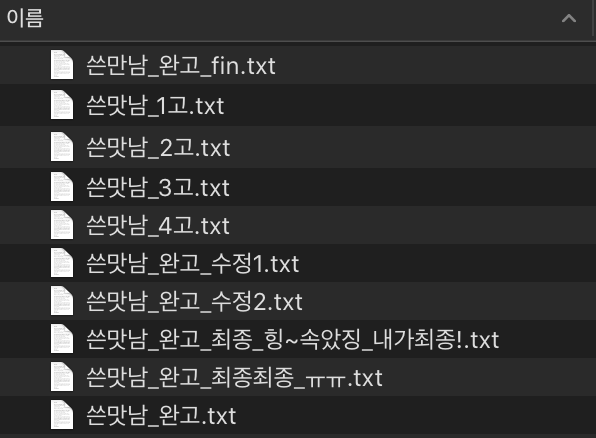 이름
쓴만남_완고_fin.txt
쓴맛남_1고.txt
쓴맛남_2고.txt
쓴맛남_3고.txt
쓴맛남_4고.txt
쓴맛남_완고_수정1.txt
쓴맛남_완고_수정2.txt
쓴맛남_완고_최종_힝~속았징_내가최종!.txt
쓴맛남_완고_최종최종_ㅠㅠ.txt
쓴맛남_완고.txt